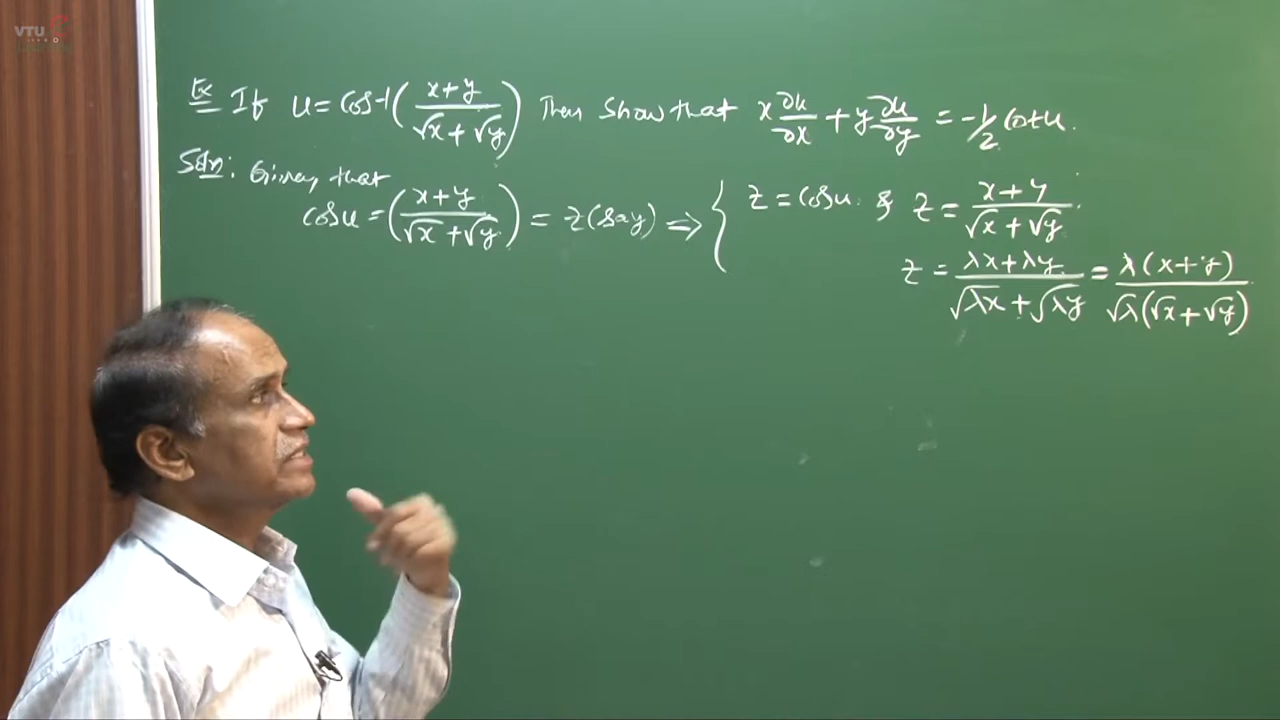 VTU
Ex If u = cos-1((x+y)/(√x+√y)) Then Show that x ∂u/∂x + y ∂u/∂y = -1/2 cot u.
Soln: Given that
cos u = ((x+y)/(√x+√y)) = z (say) ⇒ { z = cos u. & z = (x+y)/(√x+√y).
z = (λx+λy)/(√λx+√λy) = λ(x+y)/(√λ(√x+√y))